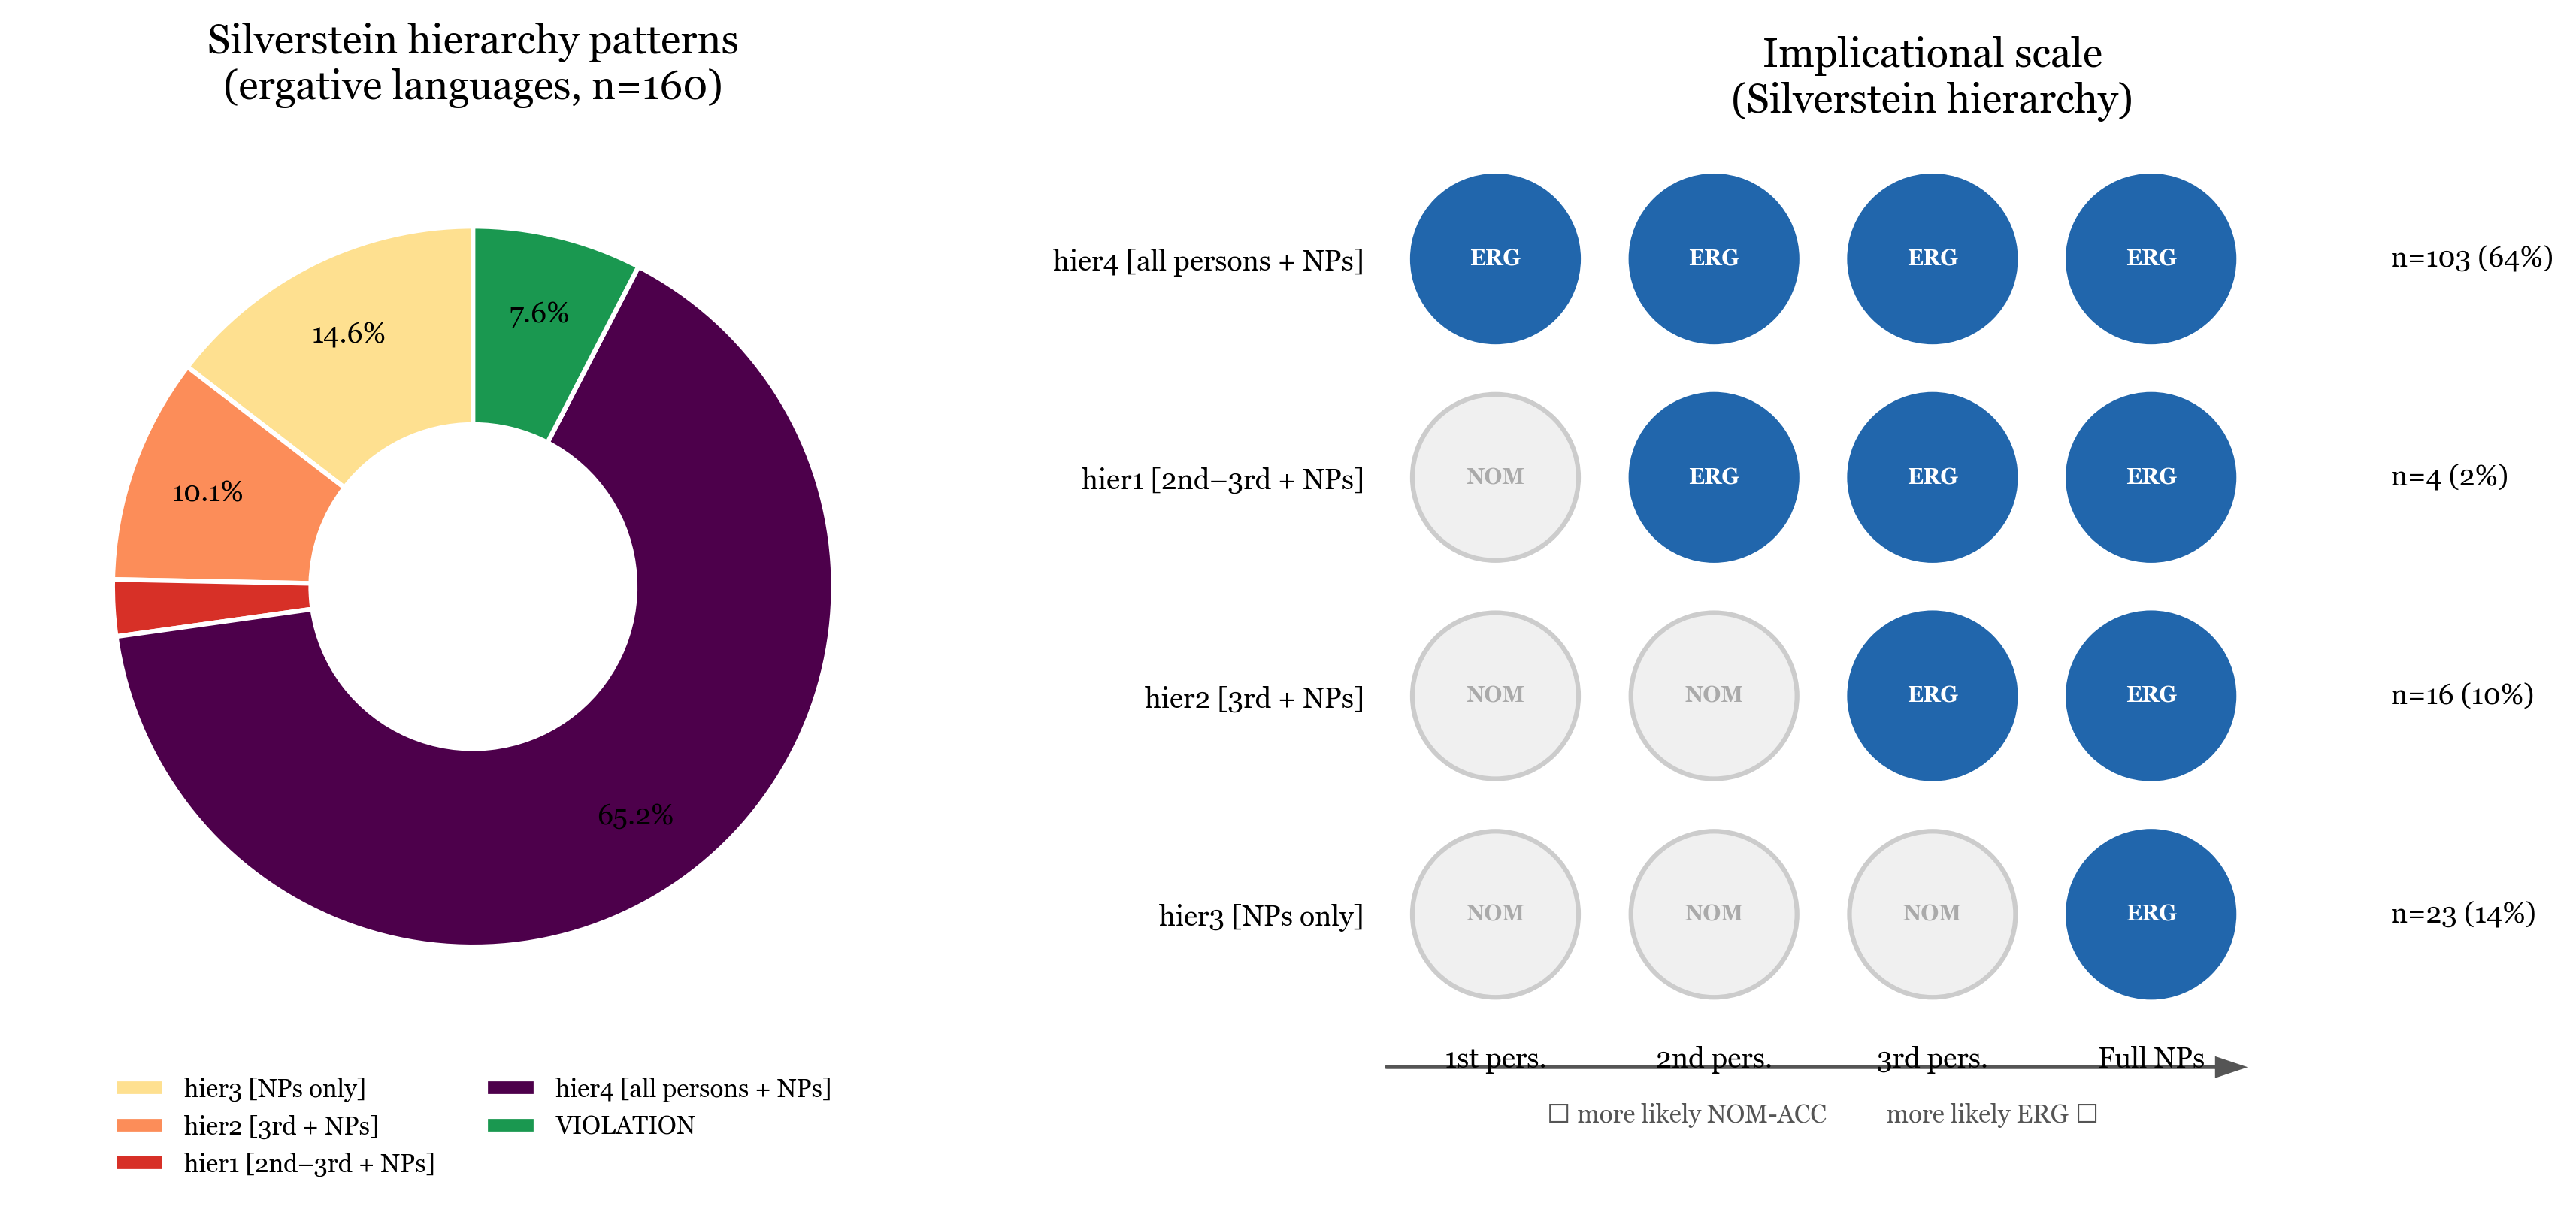 Silverstein hierarchy patterns
(ergative languages, n=160)
14.6%
7.6%
10.1%
65.2%
hier3 [NPs only]
hier2 [3rd + NPs]
hier1 [2nd–3rd + NPs]
hier4 [all persons + NPs]
VIOLATION
Implicational scale
(Silverstein hierarchy)
hier4 [all persons + NPs] ERG ERG ERG ERG n=103 (64%)
hier1 [2nd–3rd + NPs] NOM ERG ERG ERG n=4 (2%)
hier2 [3rd + NPs] NOM NOM ERG ERG n=16 (10%)
hier3 [NPs only] NOM NOM NOM ERG n=23 (14%)
1st pers. 2nd pers. 3rd pers. Full NPs
☐ more likely NOM-ACC more likely ERG ☐